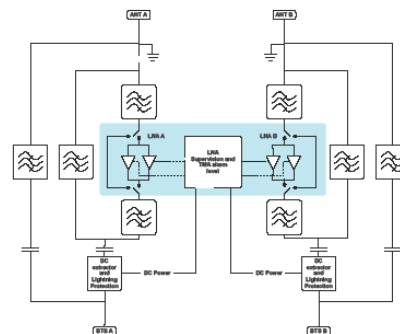 ANT A
ANT B
LNA A
LNA
Supervision and
TMA alarm
level
LNA B
DC
extractor
and
Lightning
Protection
DC Power
DC Power
DC
extractor
and
Lightning
Protection
BTS A
BTS B